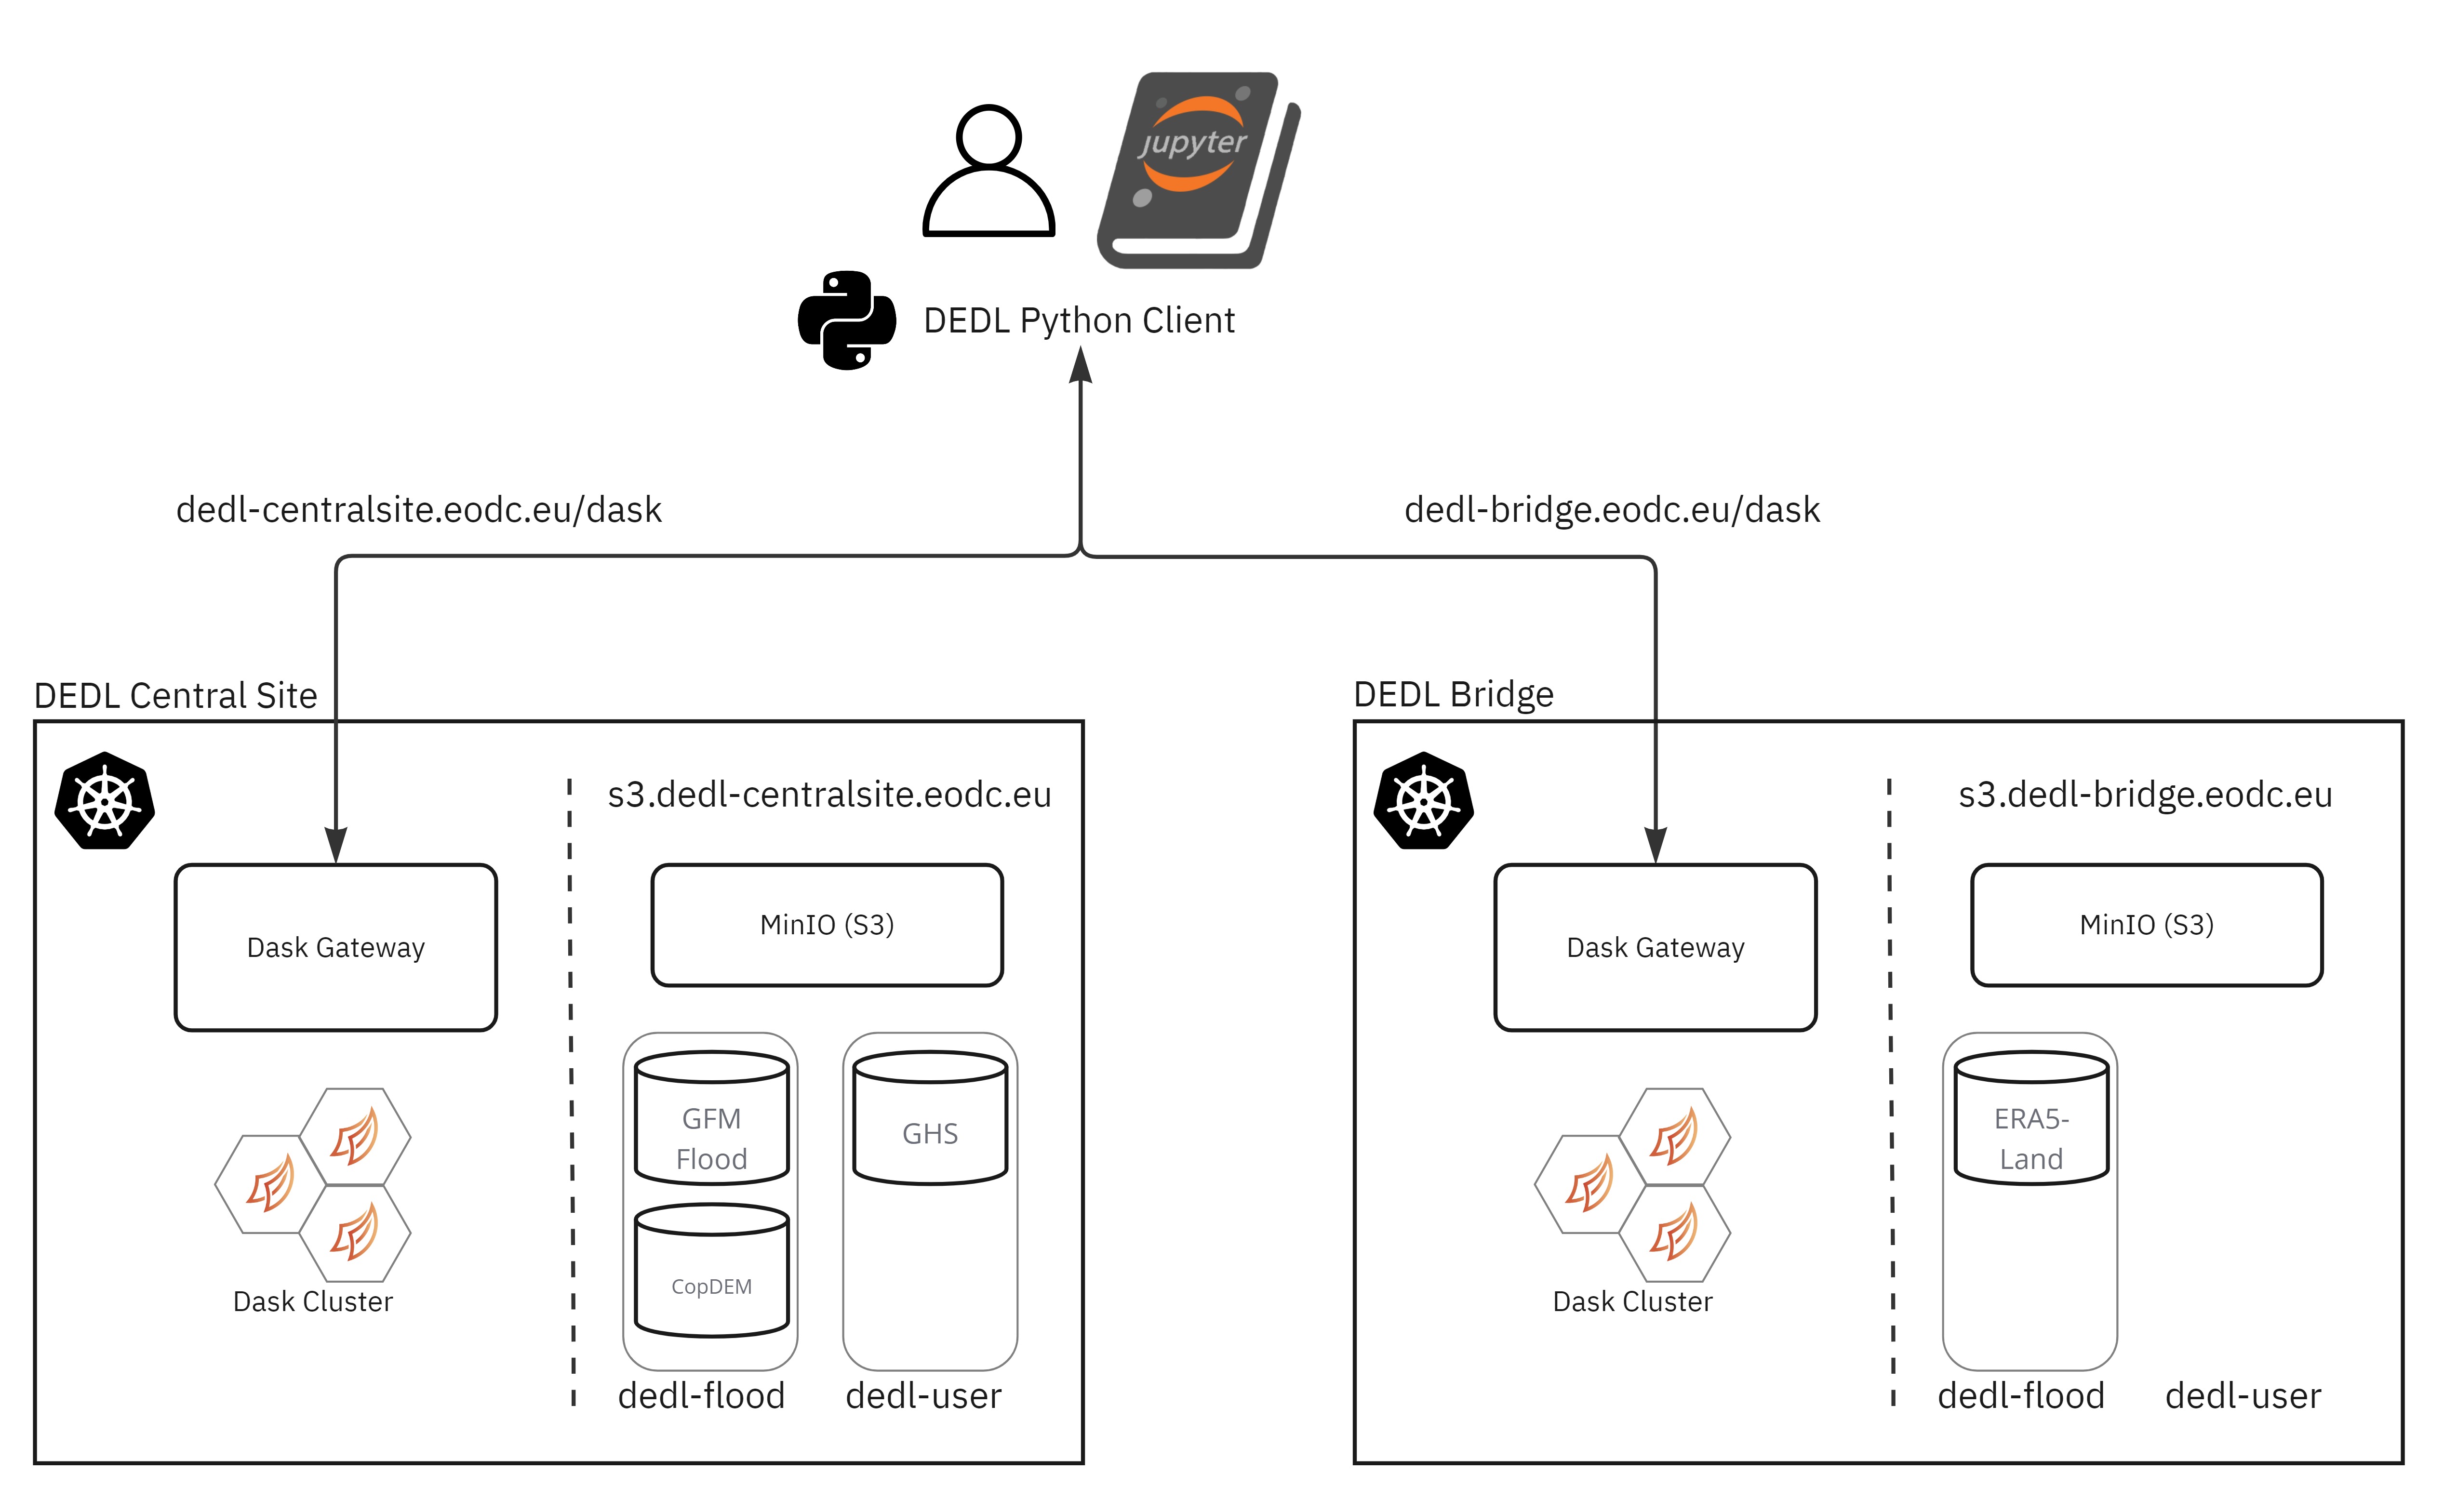 jupyter
DEDL Python Client
dedl-centralsite.eodc.eu/dask
dedl-bridge.eodc.eu/dask
DEDL Central Site
s3.dedl-centralsite.eodc.eu
Dask Gateway
MinIO (S3)
GFM
Flood
GHS
CopDEM
Dask Cluster
dedl-flood
dedl-user
DEDL Bridge
s3.dedl-bridge.eodc.eu
Dask Gateway
MinIO (S3)
ERA5-
Land
Dask Cluster
dedl-flood
dedl-user